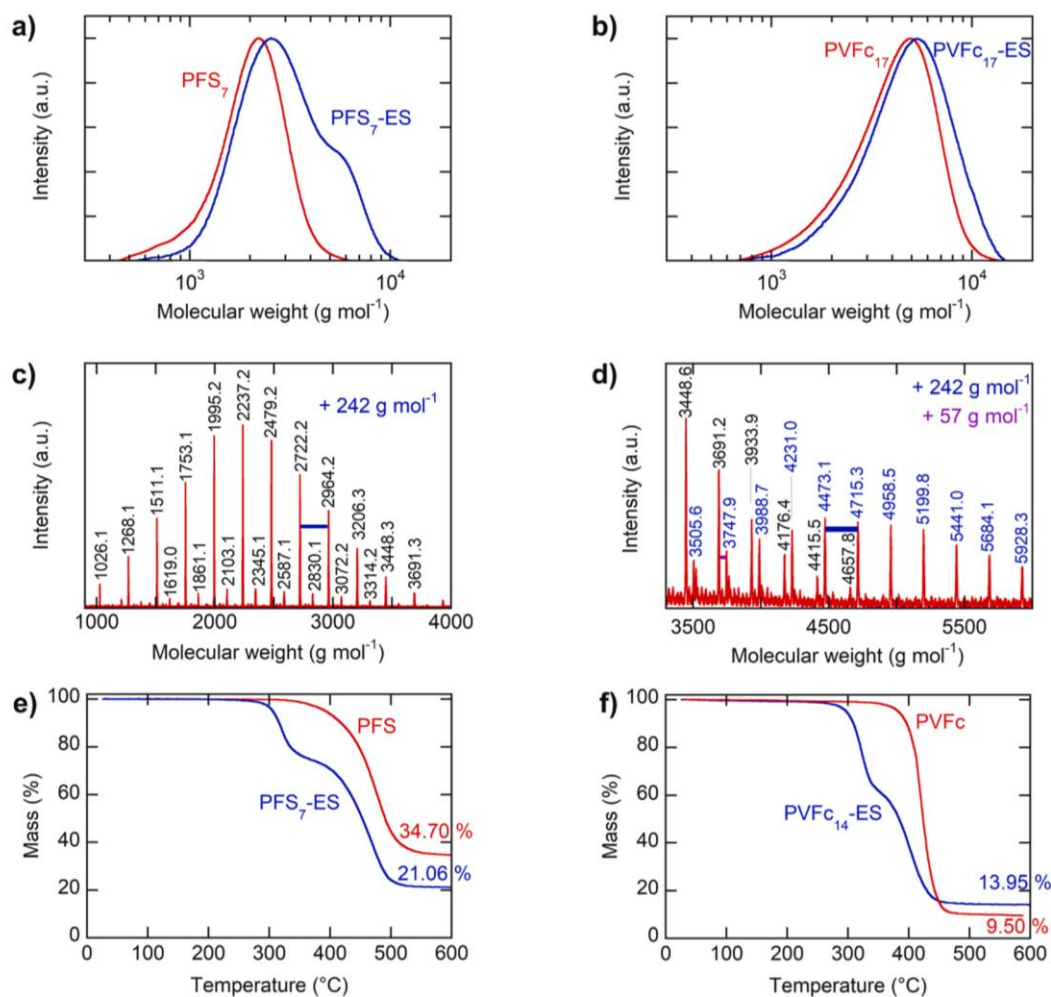 a)
Intensity (a.u.)
PFS7
PFS7-ES
10^3
10^4
Molecular weight (g mol-1)
b)
Intensity (a.u.)
PVFc17
PVFc17-ES
10^3
10^4
Molecular weight (g mol-1)
c)
Intensity (a.u.)
+ 242 g mol-1
1026.1
1268.1
1511.1
1619.0
1753.1
1861.1
1995.2
2103.1
2237.2
2345.1
2479.2
2587.1
2722.2
2830.1
2964.2
3072.2
3206.3
3314.2
3448.3
3691.3
1000
2000
3000
4000
Molecular weight (g mol-1)
d)
Intensity (a.u.)
+ 242 g mol-1
+ 57 g mol-1
3448.6
3505.6
3691.2
3747.9
3933.9
3988.7
4176.4
4231.0
4415.5
4473.1
4657.8
4715.3
4958.5
5199.8
5441.0
5684.1
5928.3
3500
4500
5500
Molecular weight (g mol-1)
e)
Mass (%)
100
80
60
40
20
0
PFS
PFS7-ES
34.70 %
21.06 %
0
100
200
300
400
500
600
Temperature (°C)
f)
Mass (%)
100
80
60
40
20
0
PVFc
PVFc14-ES
13.95 %
9.50 %
0
100
200
300
400
500
600
Temperature (°C)